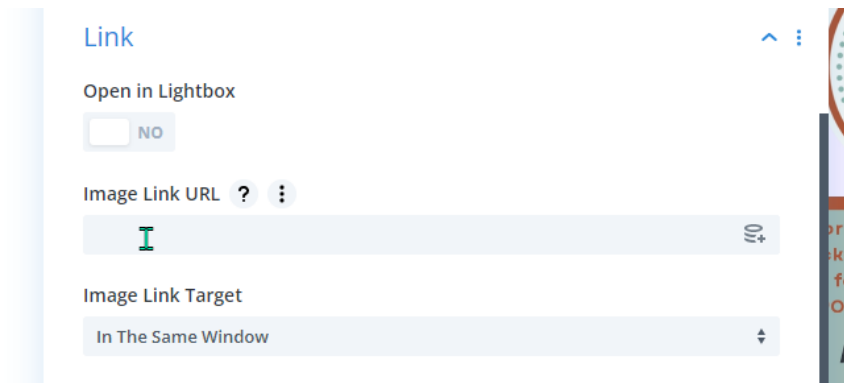 Link
Open in Lightbox
NO
Image Link URL ?
Image Link Target
In The Same Window